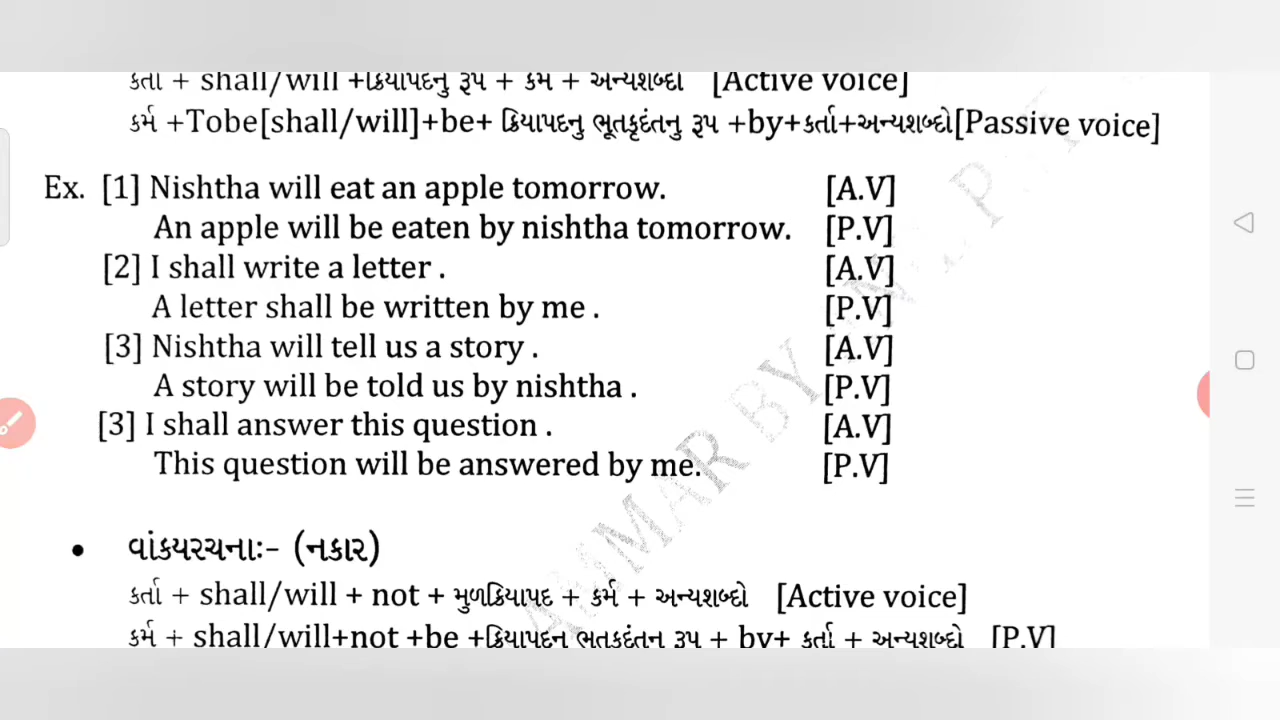 કર્તા + shall/will +ક્રિયાપદનુ રૂપ + કર્મ + અન્યશબ્દો [Active voice]
કર્મ +Tobe[shall/will]+be+ ક્રિયાપદનુ ભૂતકૃદંતનુ રૂપ +by+કર્તા+અન્યશબ્દો[Passive voice]
Ex. [1] Nishtha will eat an apple tomorrow. [A.V]
An apple will be eaten by nishtha tomorrow. [P.V]
[2] I shall write a letter . [A.V]
A letter shall be written by me . [P.V]
[3] Nishtha will tell us a story . [A.V]
A story will be told us by nishtha . [P.V]
[3] I shall answer this question . [A.V]
This question will be answered by me. [P.V]
• વાંકયરચનાઃ- (નકાર)
કર્તા + shall/will + not + મુળક્રિયાપદ + કર્મ + અન્યશબ્દો [Active voice]
કર્મ + shall/will+not +be +ક્રિયાપદન ભતકદંતન રૂપ + by+ કર્તા + અન્યશબ્દો [P.V]